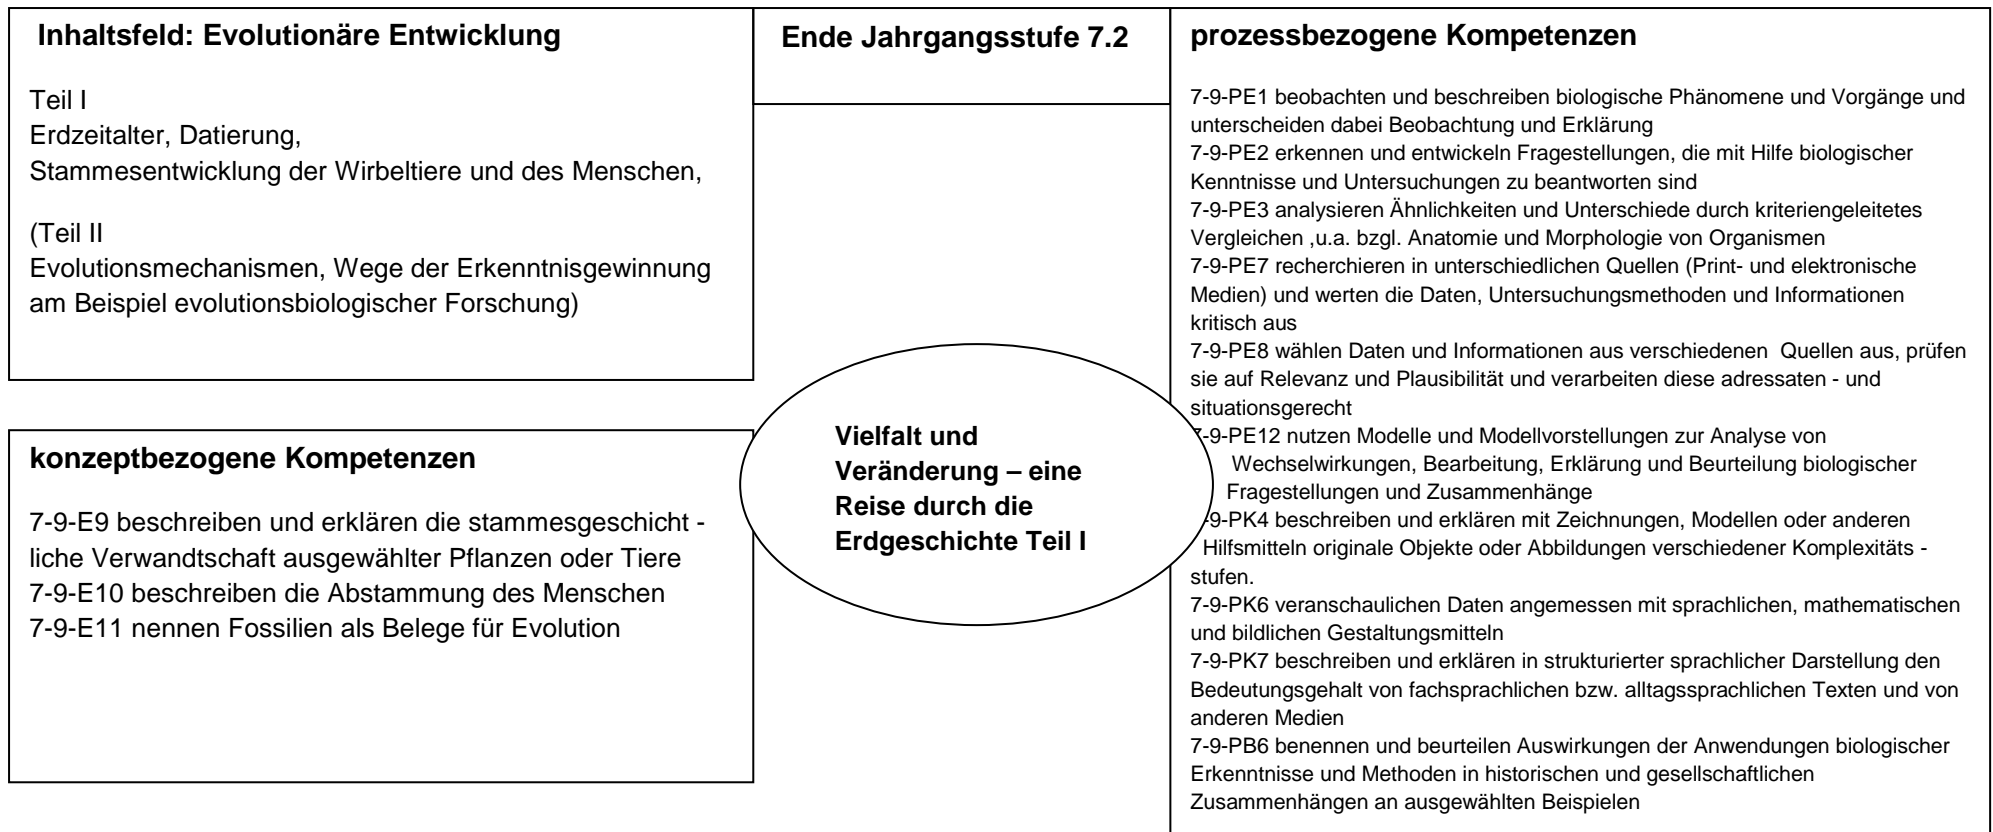 Inhaltsfeld: Evolutionäre Entwicklung
Teil I
Erdzeitalter, Datierung,
Stammesentwicklung der Wirbeltiere und des Menschen,
(Teil II
Evolutionsmechanismen, Wege der Erkenntnisgewinnung
am Beispiel evolutionsbiologischer Forschung)
konzeptbezogene Kompetenzen
7-9-E9 beschreiben und erklären die stammesgeschicht -
liche Verwandtschaft ausgewählter Pflanzen oder Tiere
7-9-E10 beschreiben die Abstammung des Menschen
7-9-E11 nennen Fossilien als Belege für Evolution
Ende Jahrgangsstufe 7.2
Vielfalt und
Veränderung – eine
Reise durch die
Erdgeschichte Teil I
prozessbezogene Kompetenzen
7-9-PE1 beobachten und beschreiben biologische Phänomene und Vorgänge und
unterscheiden dabei Beobachtung und Erklärung
7-9-PE2 erkennen und entwickeln Fragestellungen, die mit Hilfe biologischer
Kenntnisse und Untersuchungen zu beantworten sind
7-9-PE3 analysieren Ähnlichkeiten und Unterschiede durch kriteriengeleitetes
Vergleichen ,u.a. bzgl. Anatomie und Morphologie von Organismen
7-9-PE7 recherchieren in unterschiedlichen Quellen (Print- und elektronische
Medien) und werten die Daten, Untersuchungsmethoden und Informationen
kritisch aus
7-9-PE8 wählen Daten und Informationen aus verschiedenen Quellen aus, prüfen
sie auf Relevanz und Plausibilität und verarbeiten diese adressaten - und
situationsgerecht
7-9-PE12 nutzen Modelle und Modellvorstellungen zur Analyse von
Wechselwirkungen, Bearbeitung, Erklärung und Beurteilung biologischer
Fragestellungen und Zusammenhänge
-9-PK4 beschreiben und erklären mit Zeichnungen, Modellen oder anderen
Hilfsmitteln originale Objekte oder Abbildungen verschiedener Komplexitäts -
stufen.
7-9-PK6 veranschaulichen Daten angemessen mit sprachlichen, mathematischen
und bildlichen Gestaltungsmitteln
7-9-PK7 beschreiben und erklären in strukturierter sprachlicher Darstellung den
Bedeutungsgehalt von fachsprachlichen bzw. alltagssprachlichen Texten und von
anderen Medien
7-9-PB6 benennen und beurteilen Auswirkungen der Anwendungen biologischer
Erkenntnisse und Methoden in historischen und gesellschaftlichen
Zusammenhängen an ausgewählten Beispielen